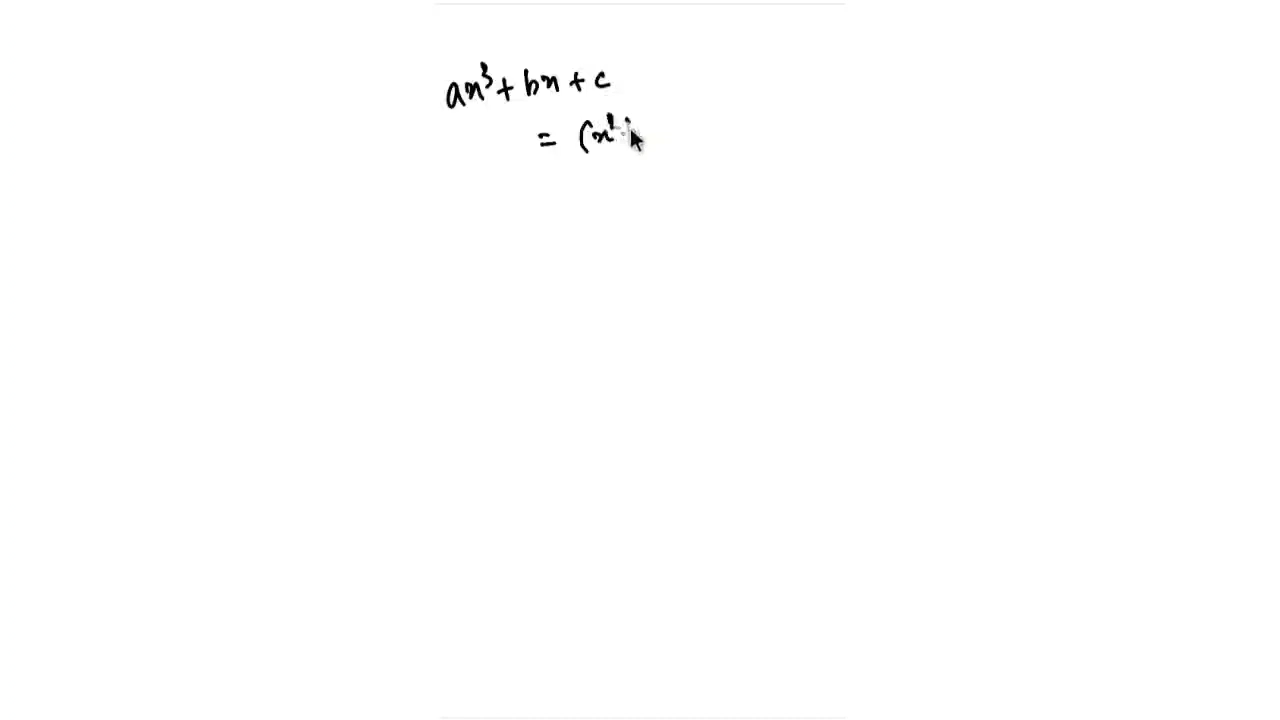 ax³ + bx + c
= (x² +